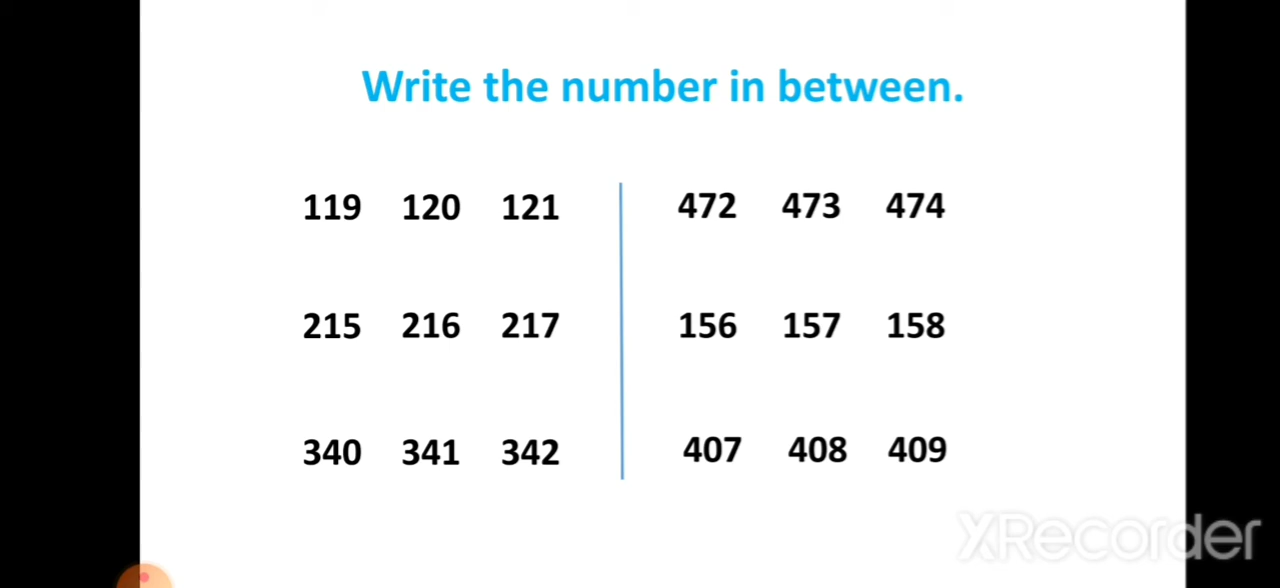 Write the number in between.
119 120 121
215 216 217
340 341 342
472 473 474
156 157 158
407 408 409
XRecorder